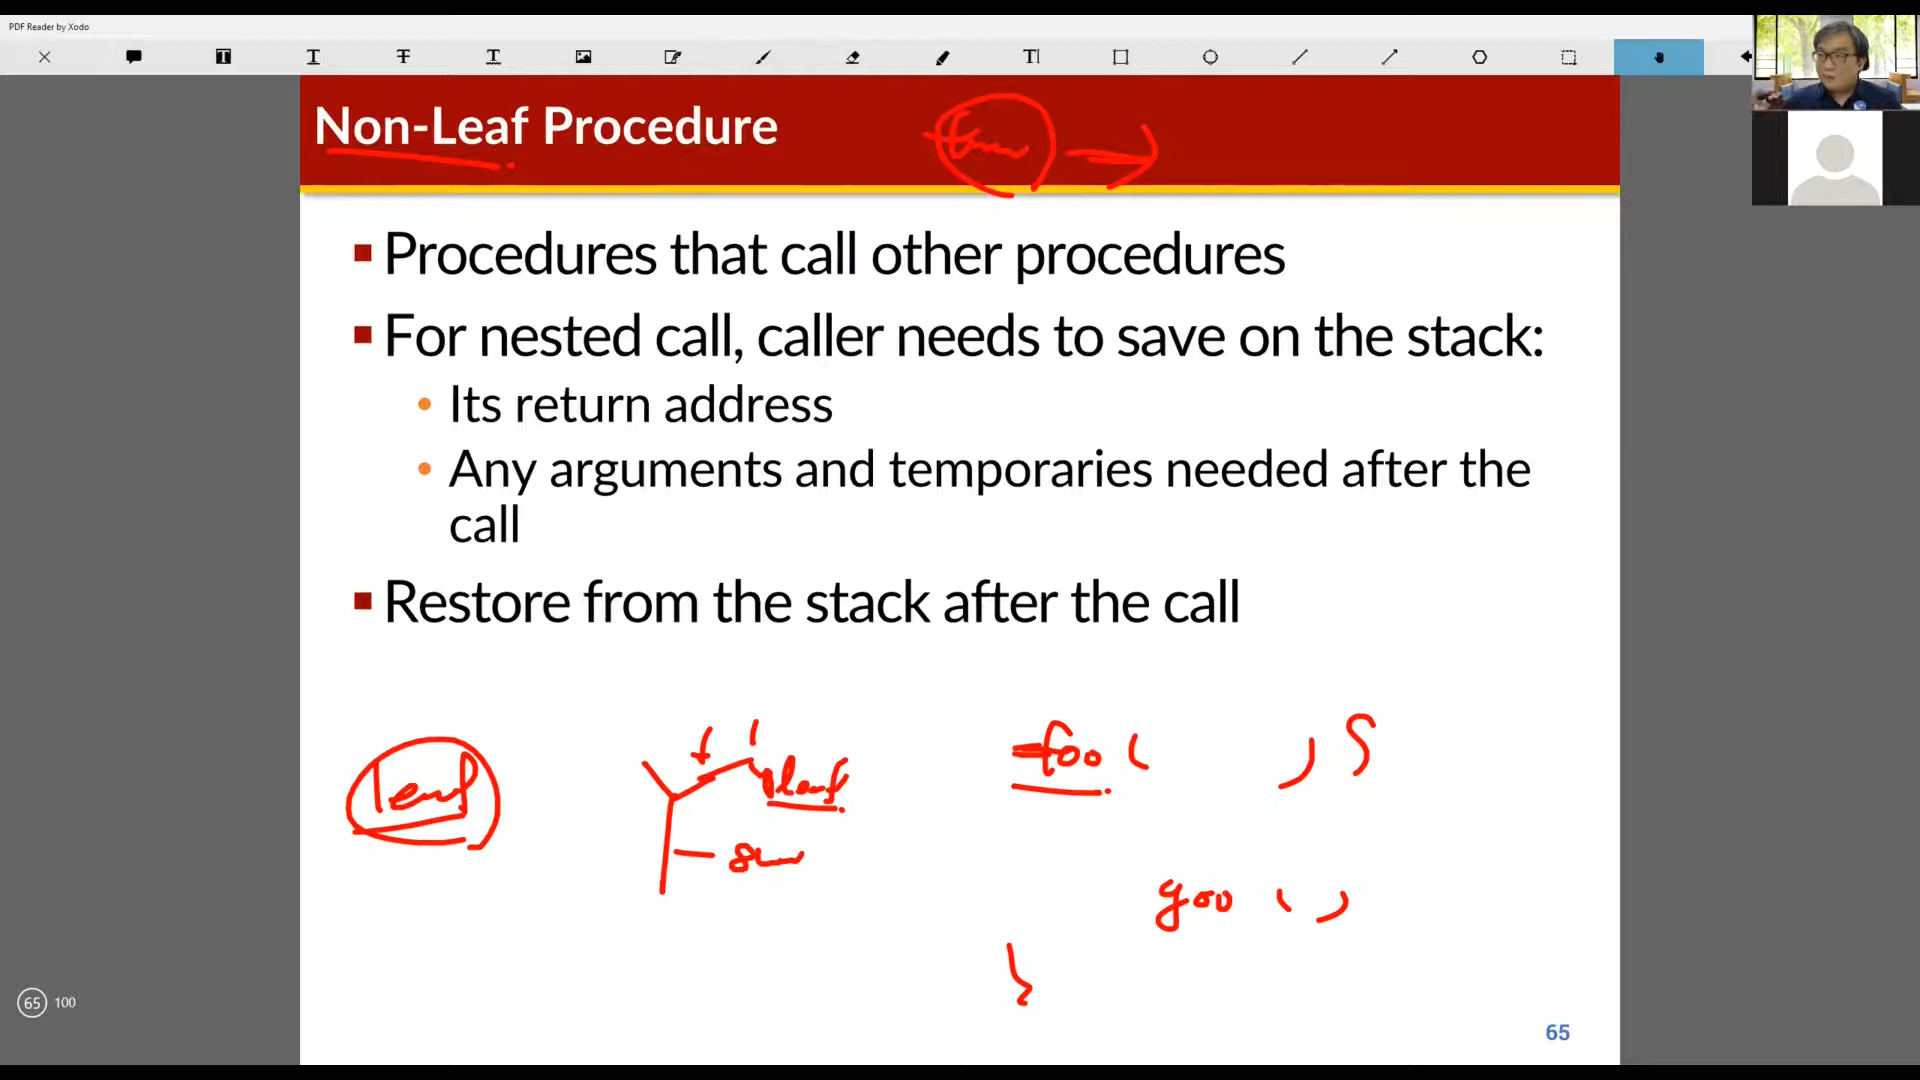 PDF Reader by Xodo
Non-Leaf Procedure
Procedures that call other procedures
For nested call, caller needs to save on the stack:
Its return address
Any arguments and temporaries needed after the
call
Restore from the stack after the call
leaf
leaf
foo ( ) {
goo ( )
}
65 100
65